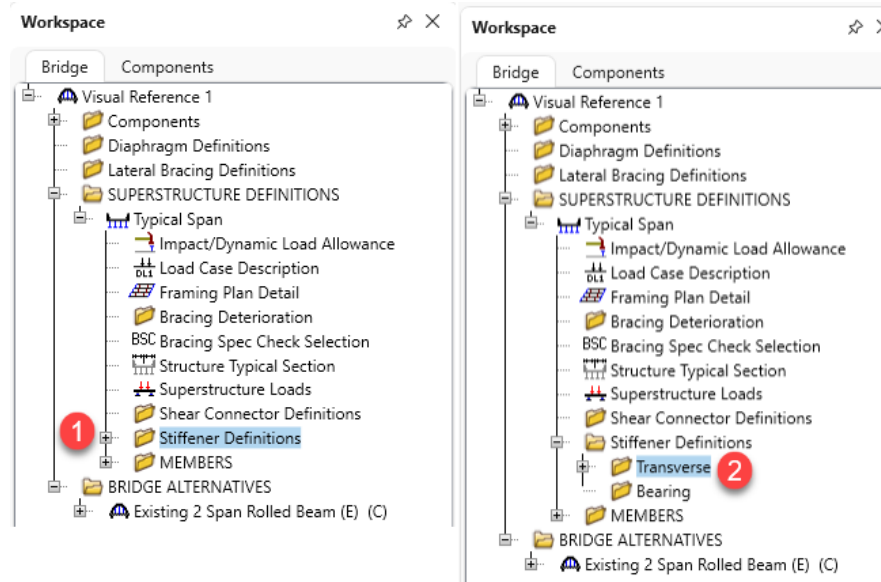 Workspace
Bridge Components
Visual Reference 1
Components
Diaphragm Definitions
Lateral Bracing Definitions
SUPERSTRUCTURE DEFINITIONS
Typical Span
Impact/Dynamic Load Allowance
DL1 Load Case Description
Framing Plan Detail
Bracing Deterioration
BSC Bracing Spec Check Selection
Structure Typical Section
Superstructure Loads
Shear Connector Definitions
1 Stiffener Definitions
MEMBERS
BRIDGE ALTERNATIVES
Existing 2 Span Rolled Beam (E) (C)
Workspace
Bridge Components
Visual Reference 1
Components
Diaphragm Definitions
Lateral Bracing Definitions
SUPERSTRUCTURE DEFINITIONS
Typical Span
Impact/Dynamic Load Allowance
DL1 Load Case Description
Framing Plan Detail
Bracing Deterioration
BSC Bracing Spec Check Selection
Structure Typical Section
Superstructure Loads
Shear Connector Definitions
Stiffener Definitions
Transverse 2
Bearing
MEMBERS
BRIDGE ALTERNATIVES
Existing 2 Span Rolled Beam (E) (C)